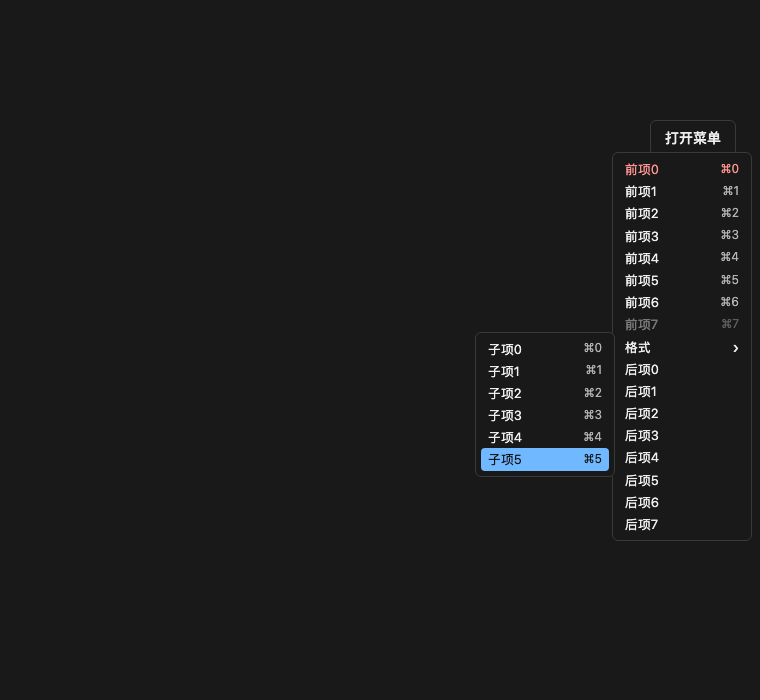 打开菜单
前项0 ⌘0
前项1 ⌘1
前项2 ⌘2
前项3 ⌘3
前项4 ⌘4
前项5 ⌘5
前项6 ⌘6
前项7 ⌘7
格式 ›
后项0
后项1
后项2
后项3
后项4
后项5
后项6
后项7
子项0 ⌘0
子项1 ⌘1
子项2 ⌘2
子项3 ⌘3
子项4 ⌘4
子项5 ⌘5